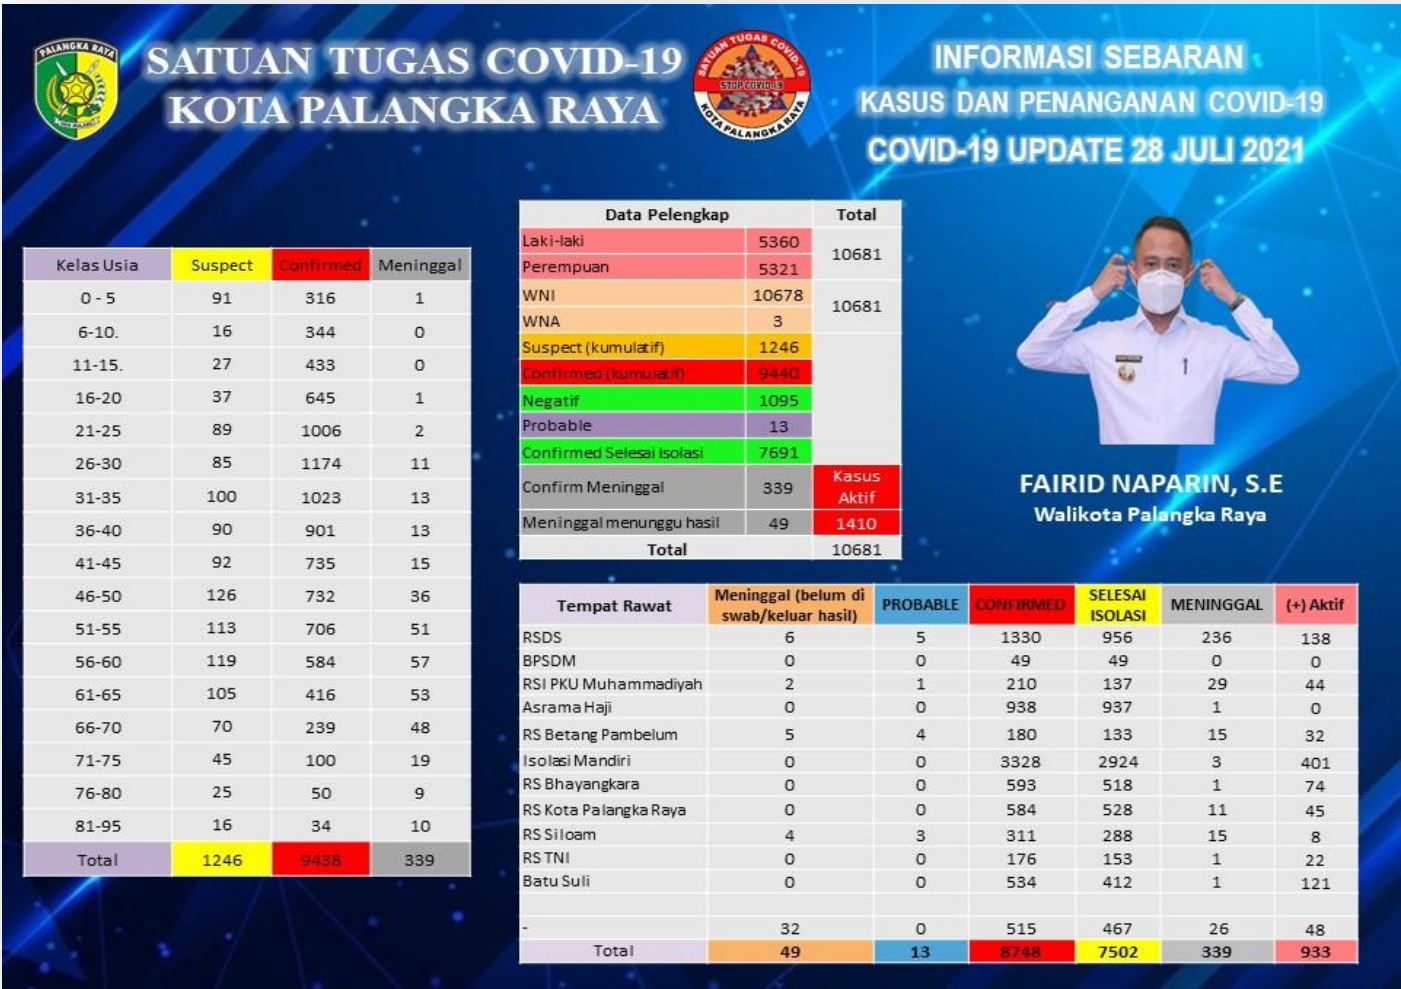 PALANGKA RAYA
SATUAN TUGAS COVID-19
KOTA PALANGKA RAYA
SATUAN TUGAS COVID-19
STOP COVID-19
KOTA PALANGKA RAYA
INFORMASI SEBARAN
KASUS DAN PENANGANAN COVID-19
COVID-19 UPDATE 28 JULI 2021
Kelas Usia Suspect Confirmed Meninggal
0 - 5 91 316 1
6-10. 16 344 0
11-15. 27 433 0
16-20 37 645 1
21-25 89 1006 2
26-30 85 1174 11
31-35 100 1023 13
36-40 90 901 13
41-45 92 735 15
46-50 126 732 36
51-55 113 706 51
56-60 119 584 57
61-65 105 416 53
66-70 70 239 48
71-75 45 100 19
76-80 25 50 9
81-95 16 34 10
Total 1246 9438 339
Data Pelengkap Total
Laki-laki 5360 10681
Perempuan 5321
WNI 10678 10681
WNA 3
Suspect (kumulatif) 1246
Confirmed (kumulatif) 9440
Negatif 1095
Probable 13
Confirmed Selesai Isolasi 7691
Confirm Meninggal 339 Kasus Aktif
Meninggal menunggu hasil 49 1410
Total 10681
FAIRID NAPARIN, S.E
Walikota Palangka Raya
Tempat Rawat Meninggal (belum di swab/keluar hasil) PROBABLE CONFIRMED SELESAI ISOLASI MENINGGAL (+) Aktif
RSDS 6 5 1330 956 236 138
BPSDM 0 0 49 49 0 0
RSI PKU Muhammadiyah 2 1 210 137 29 44
Asrama Haji 0 0 938 937 1 0
RS Betang Pambelum 5 4 180 133 15 32
Isolasi Mandiri 0 0 3328 2924 3 401
RS Bhayangkara 0 0 593 518 1 74
RS Kota Palangka Raya 0 0 584 528 11 45
RS Siloam 4 3 311 288 15 8
RS TNI 0 0 176 153 1 22
Batu Suli 0 0 534 412 1 121
- 32 0 515 467 26 48
Total 49 13 8748 7502 339 933